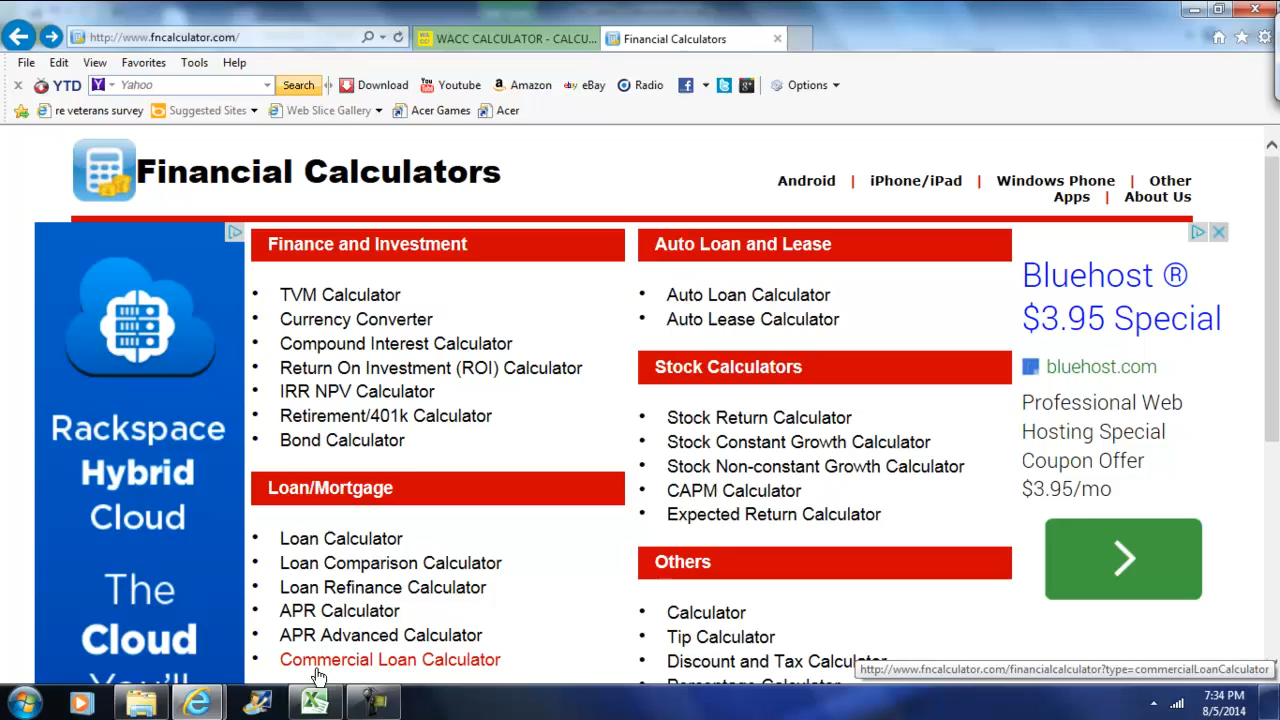 http://www.fncalculator.com/
WACC CALCULATOR - CALCU...
Financial Calculators
File Edit View Favorites Tools Help
YTD Yahoo Search Download Youtube Amazon eBay Radio Options
re veterans survey Suggested Sites Web Slice Gallery Acer Games Acer
Financial Calculators
Android | iPhone/iPad | Windows Phone | Other
Apps | About Us
Rackspace
Hybrid
Cloud
The
Cloud
You'll
Finance and Investment
• TVM Calculator
• Currency Converter
• Compound Interest Calculator
• Return On Investment (ROI) Calculator
• IRR NPV Calculator
• Retirement/401k Calculator
• Bond Calculator
Loan/Mortgage
• Loan Calculator
• Loan Comparison Calculator
• Loan Refinance Calculator
• APR Calculator
• APR Advanced Calculator
• Commercial Loan Calculator
Auto Loan and Lease
• Auto Loan Calculator
• Auto Lease Calculator
Stock Calculators
• Stock Return Calculator
• Stock Constant Growth Calculator
• Stock Non-constant Growth Calculator
• CAPM Calculator
• Expected Return Calculator
Others
• Calculator
• Tip Calculator
• Discount and Tax Calculator
• Percentage Calculator
Bluehost ®
$3.95 Special
bluehost.com
Professional Web
Hosting Special
Coupon Offer
$3.95/mo
http://www.fncalculator.com/financialcalculator?type=commercialLoanCalculator
7:34 PM
8/5/2014